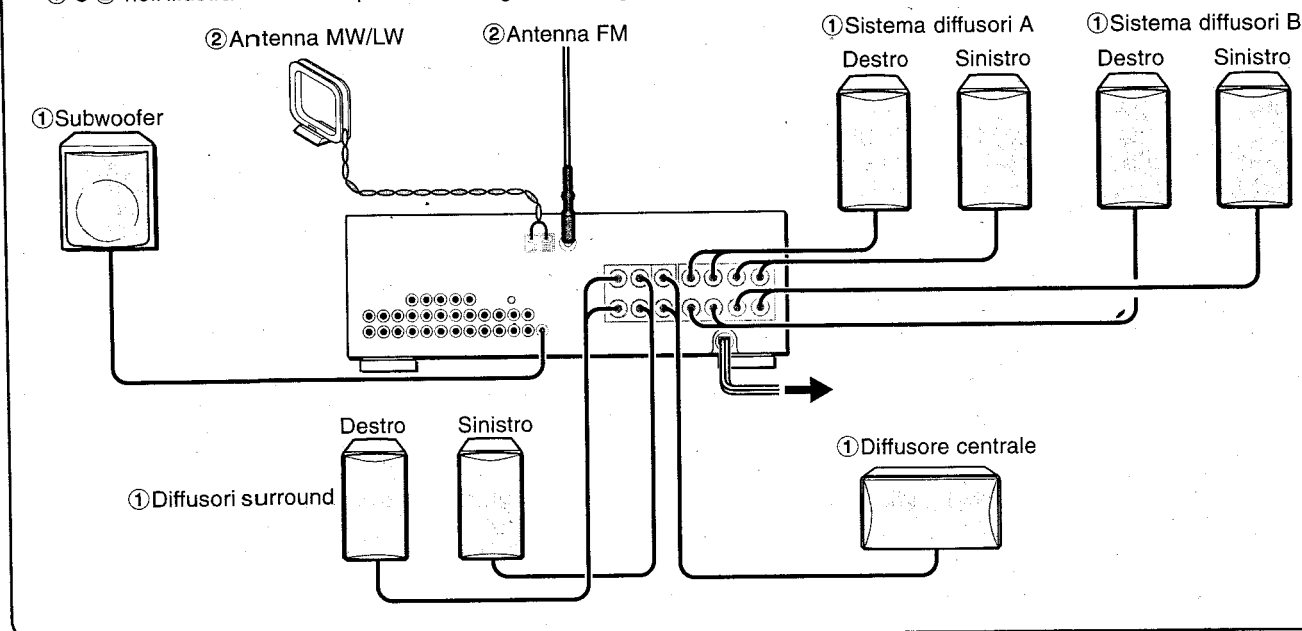 ②Antenna MW/LW
②Antenna FM
①Sistema diffusori A
①Sistema diffusori B
Destro
Sinistro
Destro
Sinistro
①Subwoofer
Destro
Sinistro
①Diffusori surround
①Diffusore centrale